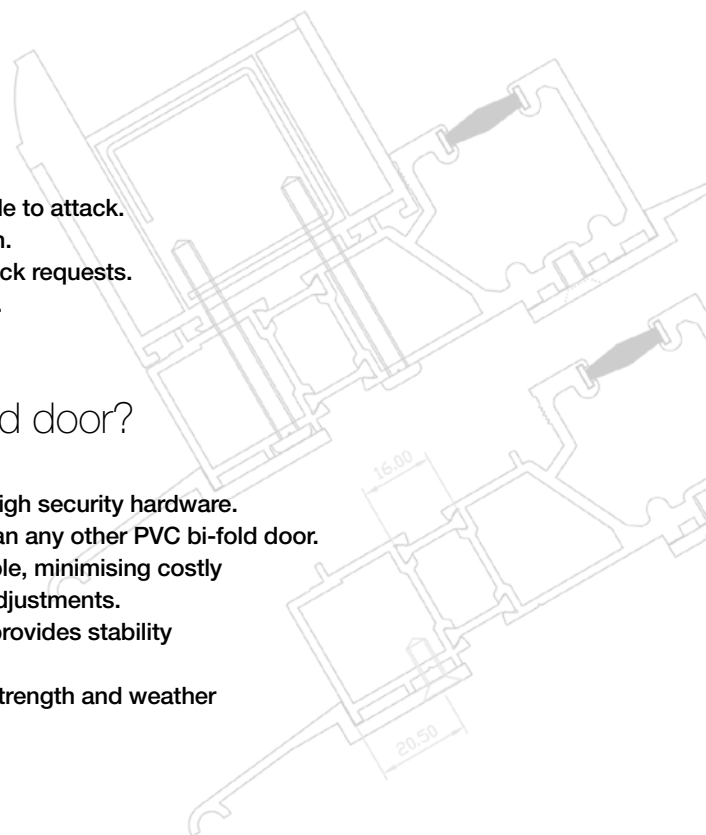 le to attack.
n.
ck requests.
.
d door?
igh security hardware.
an any other PVC bi-fold door.
ole, minimising costly
djustments.
provides stability
trength and weather
16.00
20.50